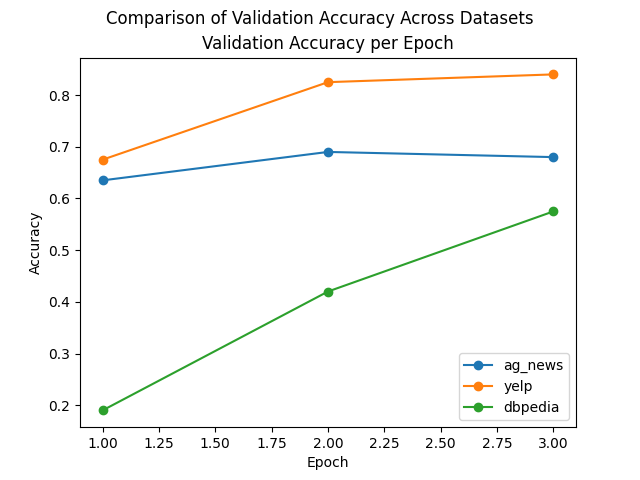 Comparison of Validation Accuracy Across Datasets
Validation Accuracy per Epoch
Accuracy
0.8
0.7
0.6
0.5
0.4
0.3
0.2
ag_news
yelp
dbpedia
1.00 1.25 1.50 1.75 2.00 2.25 2.50 2.75 3.00
Epoch